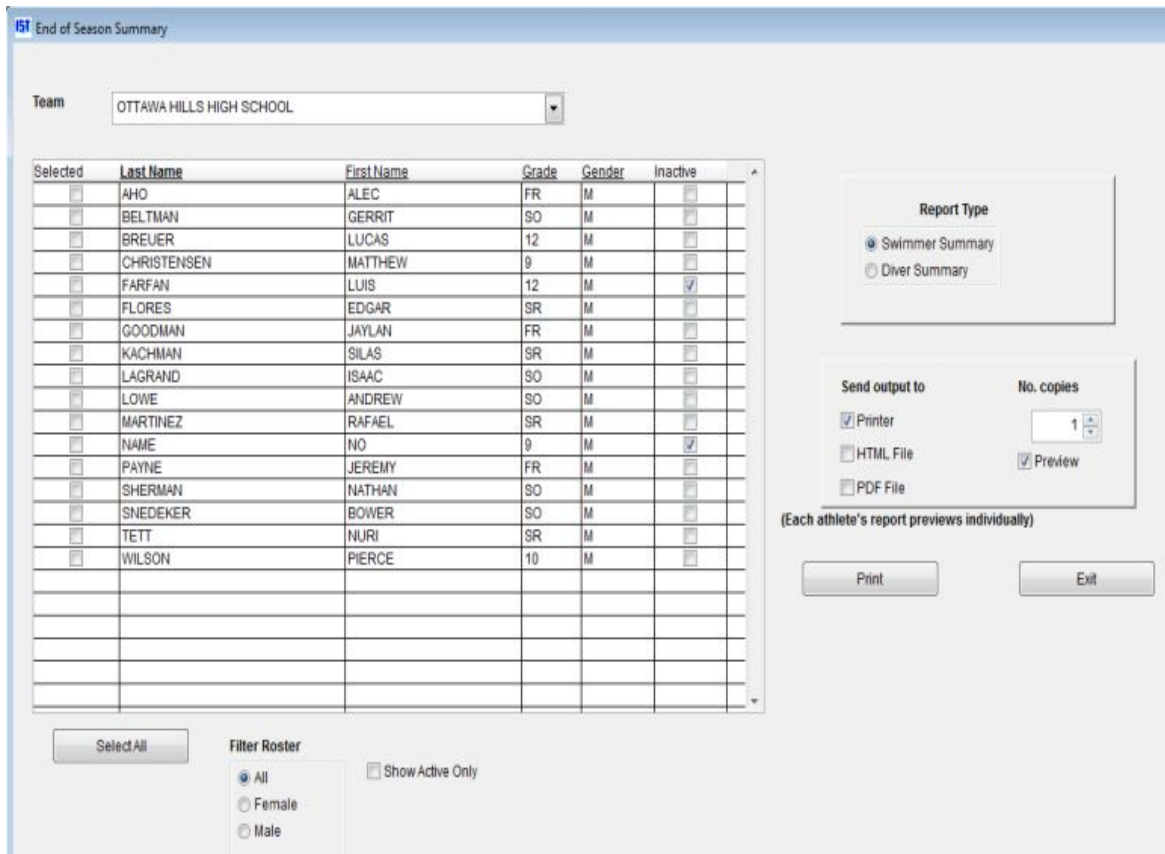 IST End of Season Summary
Team OTTAWA HILLS HIGH SCHOOL
Selected Last Name First Name Grade Gender Inactive
AHO ALEC FR M
BELTMAN GERRIT SO M
BREUER LUCAS 12 M
CHRISTENSEN MATTHEW 9 M
FARFAN LUIS 12 M
FLORES EDGAR SR M
GOODMAN JAYLAN FR M
KACHMAN SILAS SR M
LAGRAND ISAAC SO M
LOWE ANDREW SO M
MARTINEZ RAFAEL SR M
NAME NO 9 M
PAYNE JEREMY FR M
SHERMAN NATHAN SO M
SNEDEKER BOWER SO M
TETT NURI SR M
WILSON PIERCE 10 M
Select All
Filter Roster
All
Female
Male
Show Active Only
Report Type
Swimmer Summary
Diver Summary
Send output to No. copies
Printer 1
HTML File Preview
PDF File
(Each athlete's report previews individually)
Print Exit